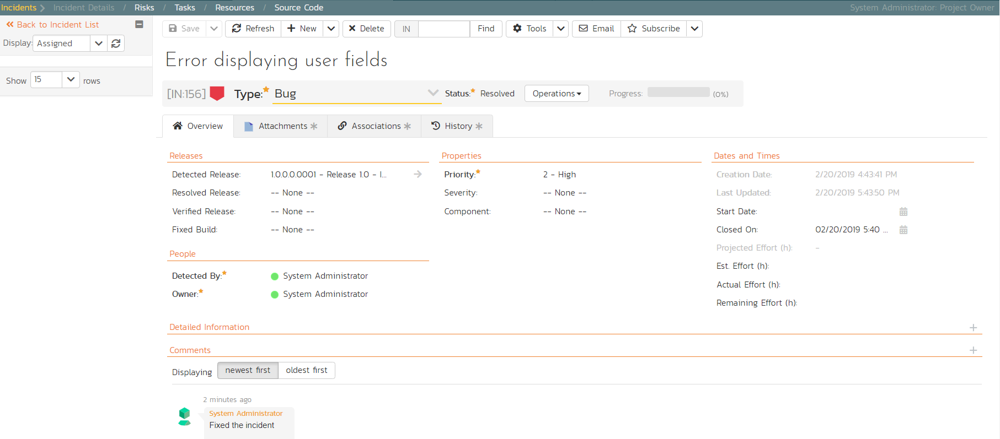 Incidents Incident Details / Risks / Tasks / Resources / Source Code System Administrator: Project Owner
Back to Incident List
Display: Assigned
Show 15 rows
Save Refresh New Delete IN Find Tools Email Subscribe
Error displaying user fields
[IN:156] Type: Bug Status: Resolved Operations Progress: (0%)
Overview Attachments Associations History
Releases
Detected Release: 1.0.0.0.0001 - Release 1.0 - I...
Resolved Release: -- None --
Verified Release: -- None --
Fixed Build: -- None --
People
Detected By: System Administrator
Owner: System Administrator
Properties
Priority: 2 - High
Severity: -- None --
Component: -- None --
Dates and Times
Creation Date: 2/20/2019 4:43:41 PM
Last Updated: 2/20/2019 5:43:50 PM
Start Date:
Closed On: 02/20/2019 5:40 ...
Projected Effort (h): -
Est. Effort (h):
Actual Effort (h):
Remaining Effort (h):
Detailed Information
Comments
Displaying newest first oldest first
2 minutes ago
System Administrator
Fixed the incident